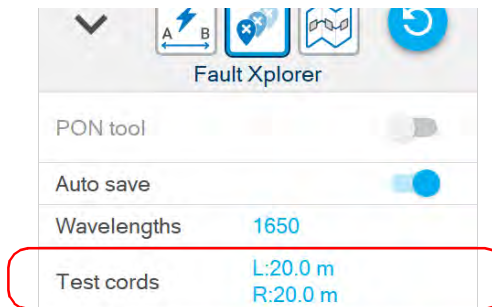 A B
Fault Xplorer
PON tool
Auto save
Wavelengths 1650
Test cords L:20.0 m
R:20.0 m